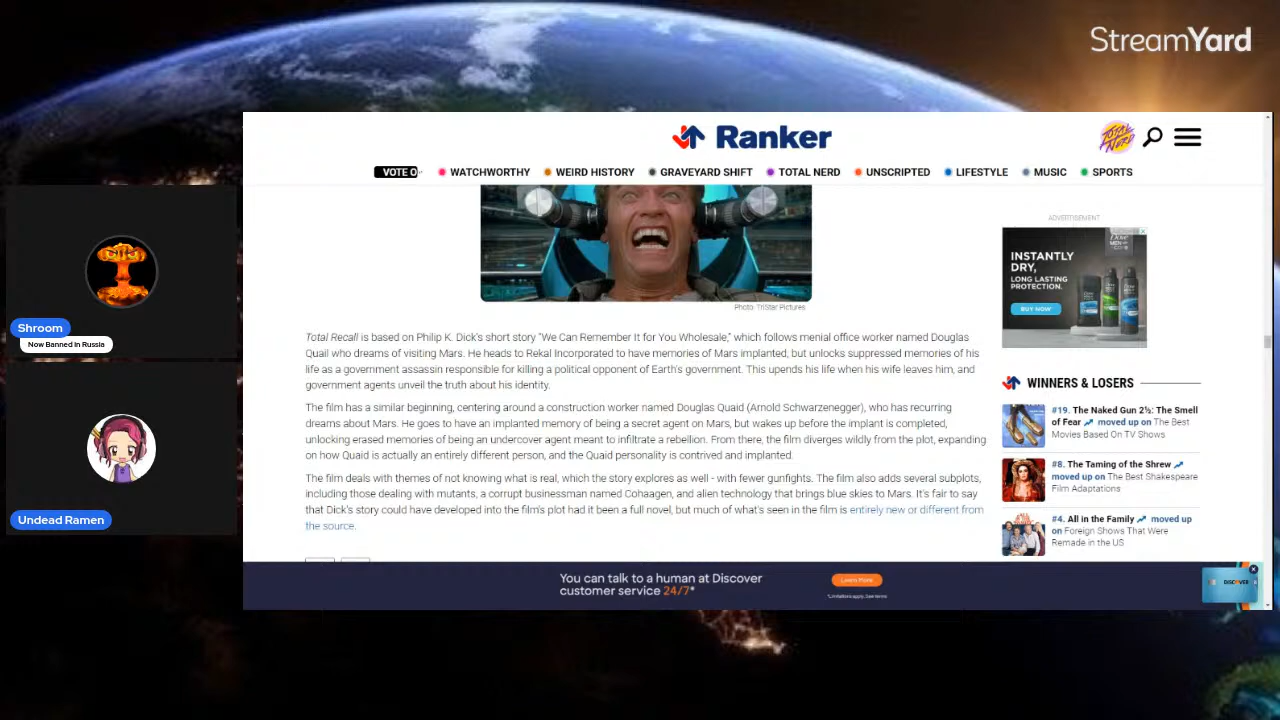 StreamYard
Ranker
TOTAL NERD
VOTE O
WATCHWORTHY
WEIRD HISTORY
GRAVEYARD SHIFT
TOTAL NERD
UNSCRIPTED
LIFESTYLE
MUSIC
SPORTS
Photo: TriStar Pictures
Total Recall is based on Philip K. Dick's short story "We Can Remember It for You Wholesale," which follows menial office worker named Douglas
Quail who dreams of visiting Mars. He heads to Rekal Incorporated to have memories of Mars implanted, but unlocks suppressed memories of his
life as a government assassin responsible for killing a political opponent of Earth's government. This upends his life when his wife leaves him, and
government agents unveil the truth about his identity.
The film has a similar beginning, centering around a construction worker named Douglas Quaid (Arnold Schwarzenegger), who has recurring
dreams about Mars. He goes to have an implanted memory of being a secret agent on Mars, but wakes up before the implant is completed,
unlocking erased memories of being an undercover agent meant to infiltrate a rebellion. From there, the film diverges wildly from the plot, expanding
on how Quaid is actually an entirely different person, and the Quaid personality is contrived and implanted.
The film deals with themes of not knowing what is real, which the story explores as well - with fewer gunfights. The film also adds several subplots,
including those dealing with mutants, a corrupt businessman named Cohaagen, and alien technology that brings blue skies to Mars. It's fair to say
that Dick's story could have developed into the film's plot had it been a full novel, but much of what's seen in the film is entirely new or different from
the source.
ADVERTISEMENT
INSTANTLY
DRY,
LONG LASTING
PROTECTION.
BUY NOW
Dove
MEN
+CARE
WINNERS & LOSERS
#19. The Naked Gun 2½: The Smell
of Fear moved up on The Best
Movies Based On TV Shows
#8. The Taming of the Shrew
moved up on The Best Shakespeare
Film Adaptations
#4. All in the Family moved up
on Foreign Shows That Were
Remade in the US
You can talk to a human at Discover
customer service 24/7*
Learn More
*Limitations apply. See terms
DISCOVER
Shroom
Now Banned in Russia
Undead Ramen